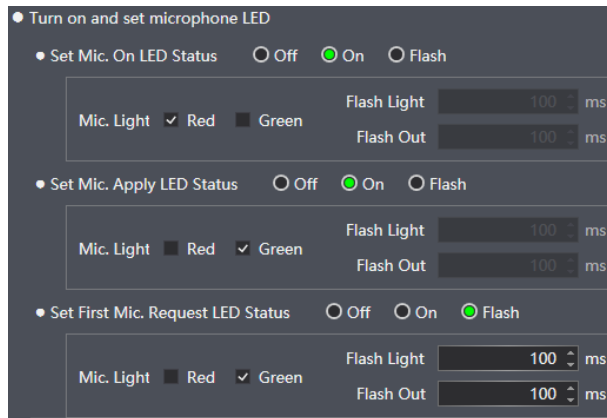 Turn on and set microphone LED
Set Mic. On LED Status Off On Flash
Flash Light 100 ms
Mic. Light Red Green
Flash Out 100 ms
Set Mic. Apply LED Status Off On Flash
Flash Light 100 ms
Mic. Light Red Green
Flash Out 100 ms
Set First Mic. Request LED Status Off On Flash
Flash Light 100 ms
Mic. Light Red Green
Flash Out 100 ms